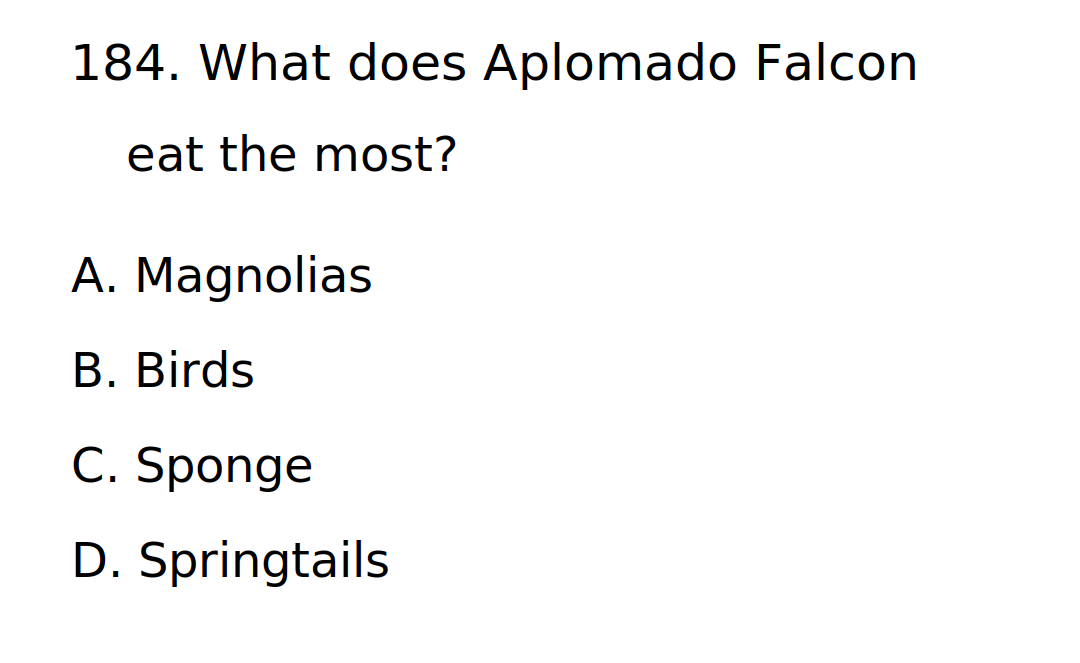 184. What does Aplomado Falcon
eat the most?
A. Magnolias
B. Birds
C. Sponge
D. Springtails